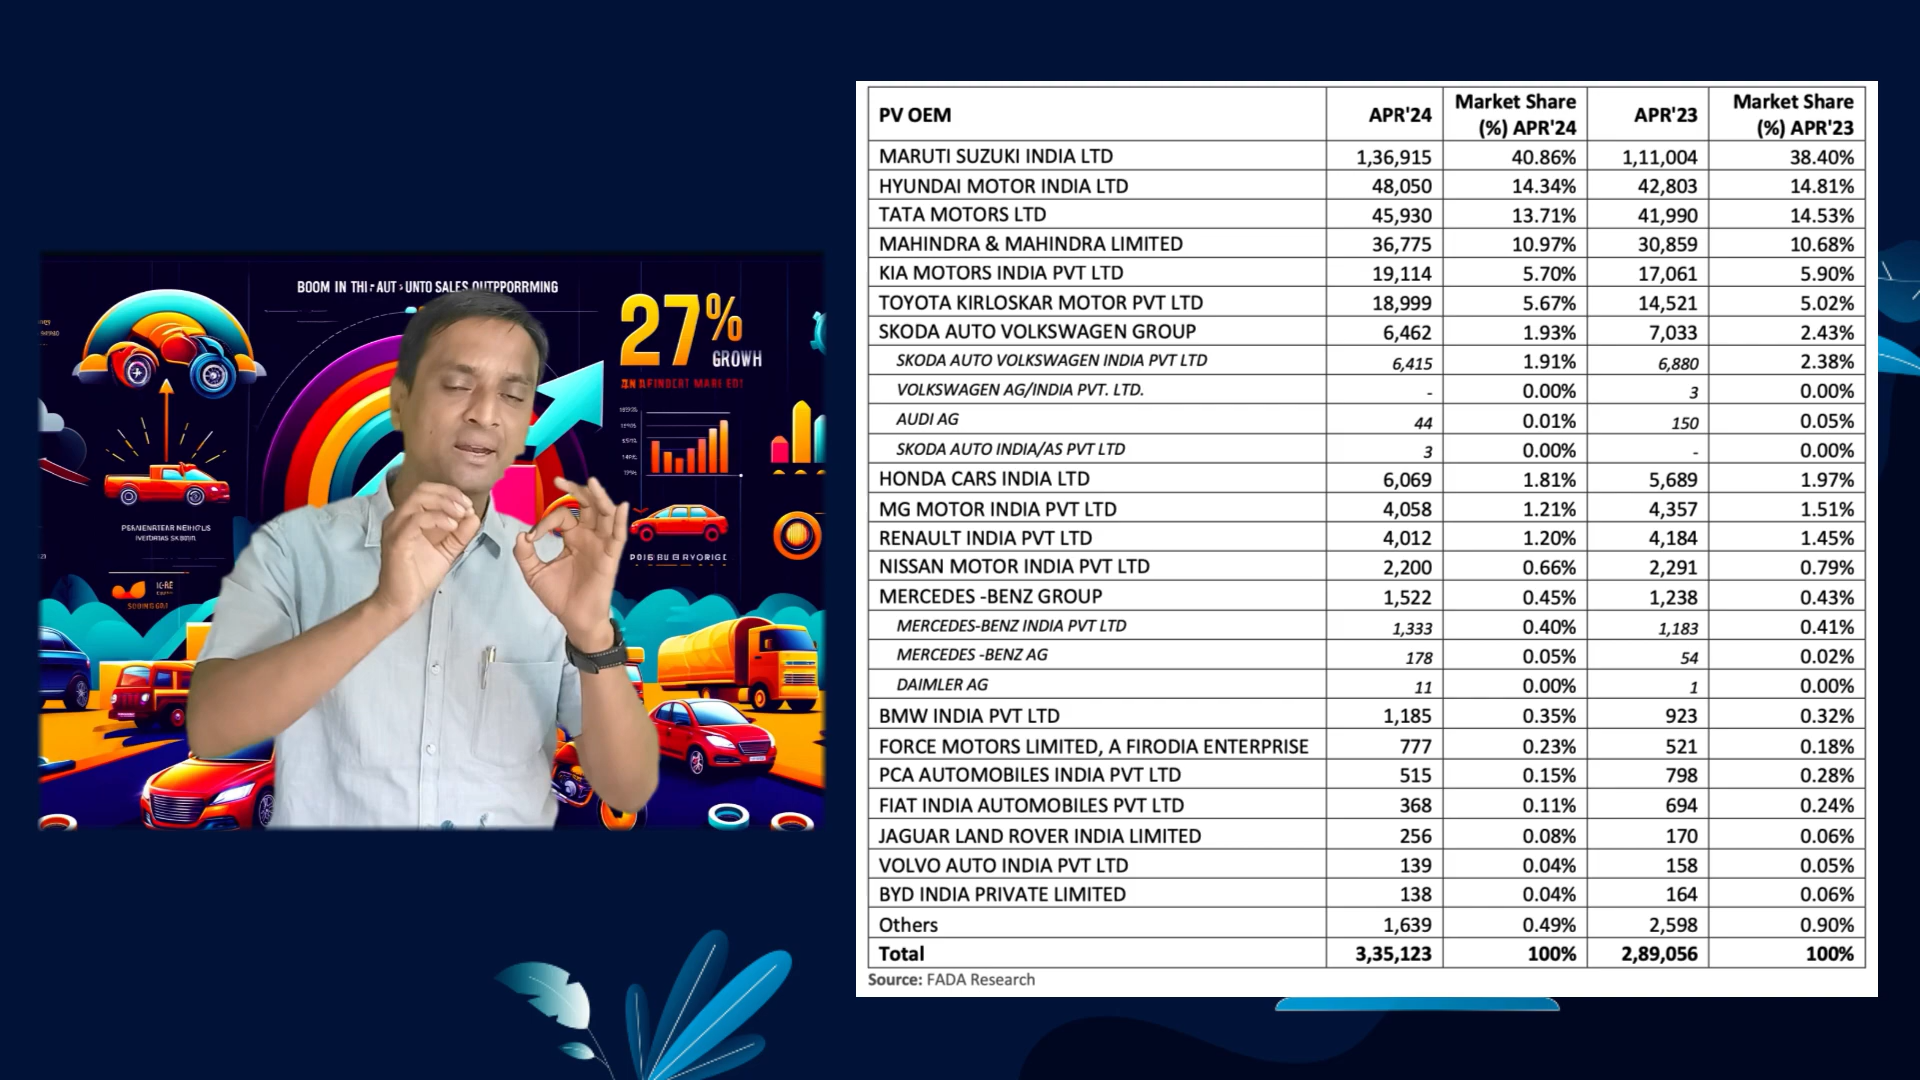 BOOM IN THI
UNTO SALES OUTPPORRMING
27%
GROWH
PV OEM APR'24 Market Share (%) APR'24 APR'23 Market Share (%) APR'23
MARUTI SUZUKI INDIA LTD 1,36,915 40.86% 1,11,004 38.40%
HYUNDAI MOTOR INDIA LTD 48,050 14.34% 42,803 14.81%
TATA MOTORS LTD 45,930 13.71% 41,990 14.53%
MAHINDRA & MAHINDRA LIMITED 36,775 10.97% 30,859 10.68%
KIA MOTORS INDIA PVT LTD 19,114 5.70% 17,061 5.90%
TOYOTA KIRLOSKAR MOTOR PVT LTD 18,999 5.67% 14,521 5.02%
SKODA AUTO VOLKSWAGEN GROUP 6,462 1.93% 7,033 2.43%
SKODA AUTO VOLKSWAGEN INDIA PVT LTD 6,415 1.91% 6,880 2.38%
VOLKSWAGEN AG/INDIA PVT. LTD. - 0.00% 3 0.00%
AUDI AG 44 0.01% 150 0.05%
SKODA AUTO INDIA/AS PVT LTD 3 0.00% - 0.00%
HONDA CARS INDIA LTD 6,069 1.81% 5,689 1.97%
MG MOTOR INDIA PVT LTD 4,058 1.21% 4,357 1.51%
RENAULT INDIA PVT LTD 4,012 1.20% 4,184 1.45%
NISSAN MOTOR INDIA PVT LTD 2,200 0.66% 2,291 0.79%
MERCEDES -BENZ GROUP 1,522 0.45% 1,238 0.43%
MERCEDES-BENZ INDIA PVT LTD 1,333 0.40% 1,183 0.41%
MERCEDES -BENZ AG 178 0.05% 54 0.02%
DAIMLER AG 11 0.00% 1 0.00%
BMW INDIA PVT LTD 1,185 0.35% 923 0.32%
FORCE MOTORS LIMITED, A FIRODIA ENTERPRISE 777 0.23% 521 0.18%
PCA AUTOMOBILES INDIA PVT LTD 515 0.15% 798 0.28%
FIAT INDIA AUTOMOBILES PVT LTD 368 0.11% 694 0.24%
JAGUAR LAND ROVER INDIA LIMITED 256 0.08% 170 0.06%
VOLVO AUTO INDIA PVT LTD 139 0.04% 158 0.05%
BYD INDIA PRIVATE LIMITED 138 0.04% 164 0.06%
Others 1,639 0.49% 2,598 0.90%
Total 3,35,123 100% 2,89,056 100%
Source: FADA Research